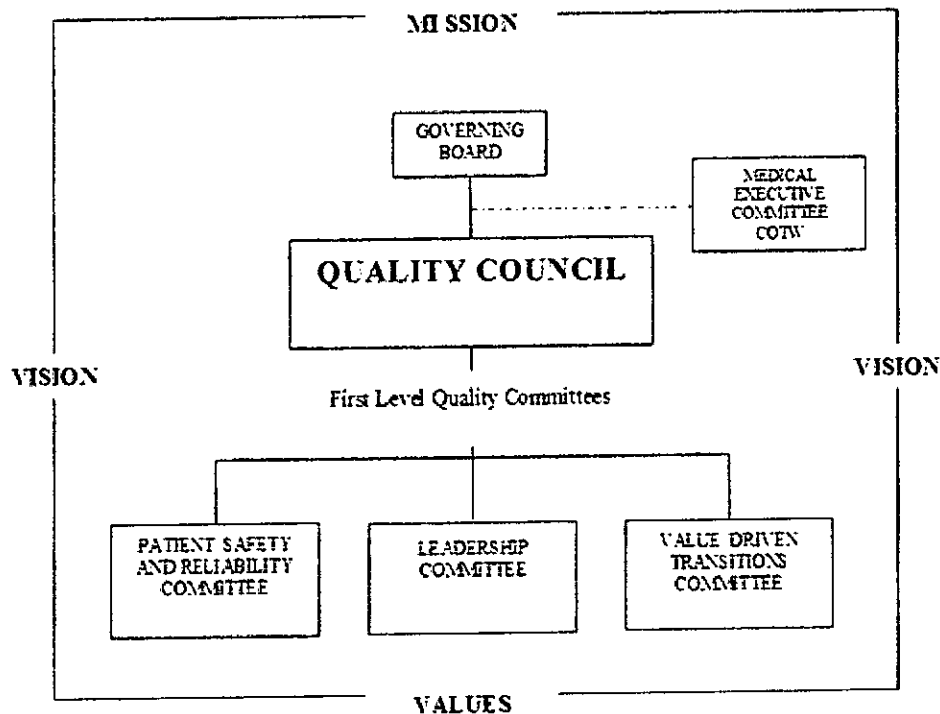 MISSION
GOVERNING
BOARD
MEDICAL
EXECUTIVE
COMMITTEE
COTW
QUALITY COUNCIL
VISION
VISION
First Level Quality Committees
PATIENT SAFETY
AND RELIABILITY
COMMITTEE
LEADERSHIP
COMMITTEE
VALUE DRIVEN
TRANSITIONS
COMMITTEE
VALUES